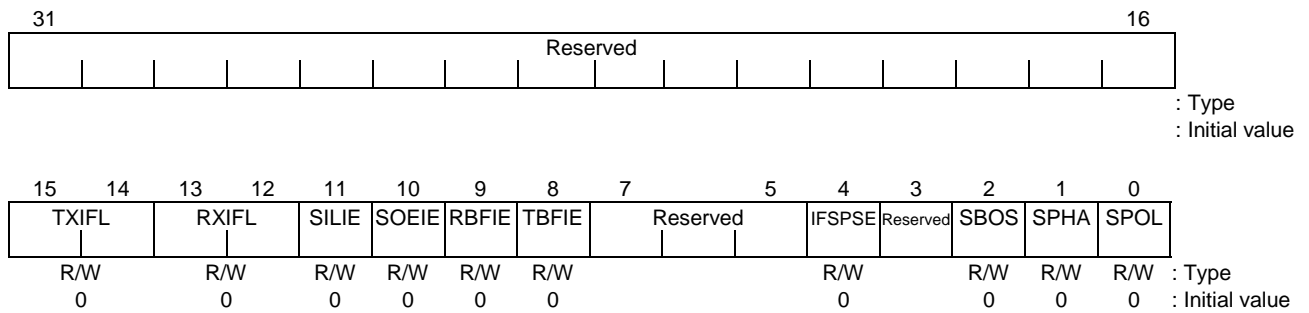 31 16
Reserved
: Type
: Initial value
15 14 13 12 11 10 9 8 7 5 4 3 2 1 0
TXIFL RXIFL SILIE SOEIE RBFIE TBFIE Reserved IFSPSE Reserved SBOS SPHA SPOL
R/W R/W R/W R/W R/W R/W R/W R/W R/W R/W : Type
0 0 0 0 0 0 0 0 0 0 : Initial value